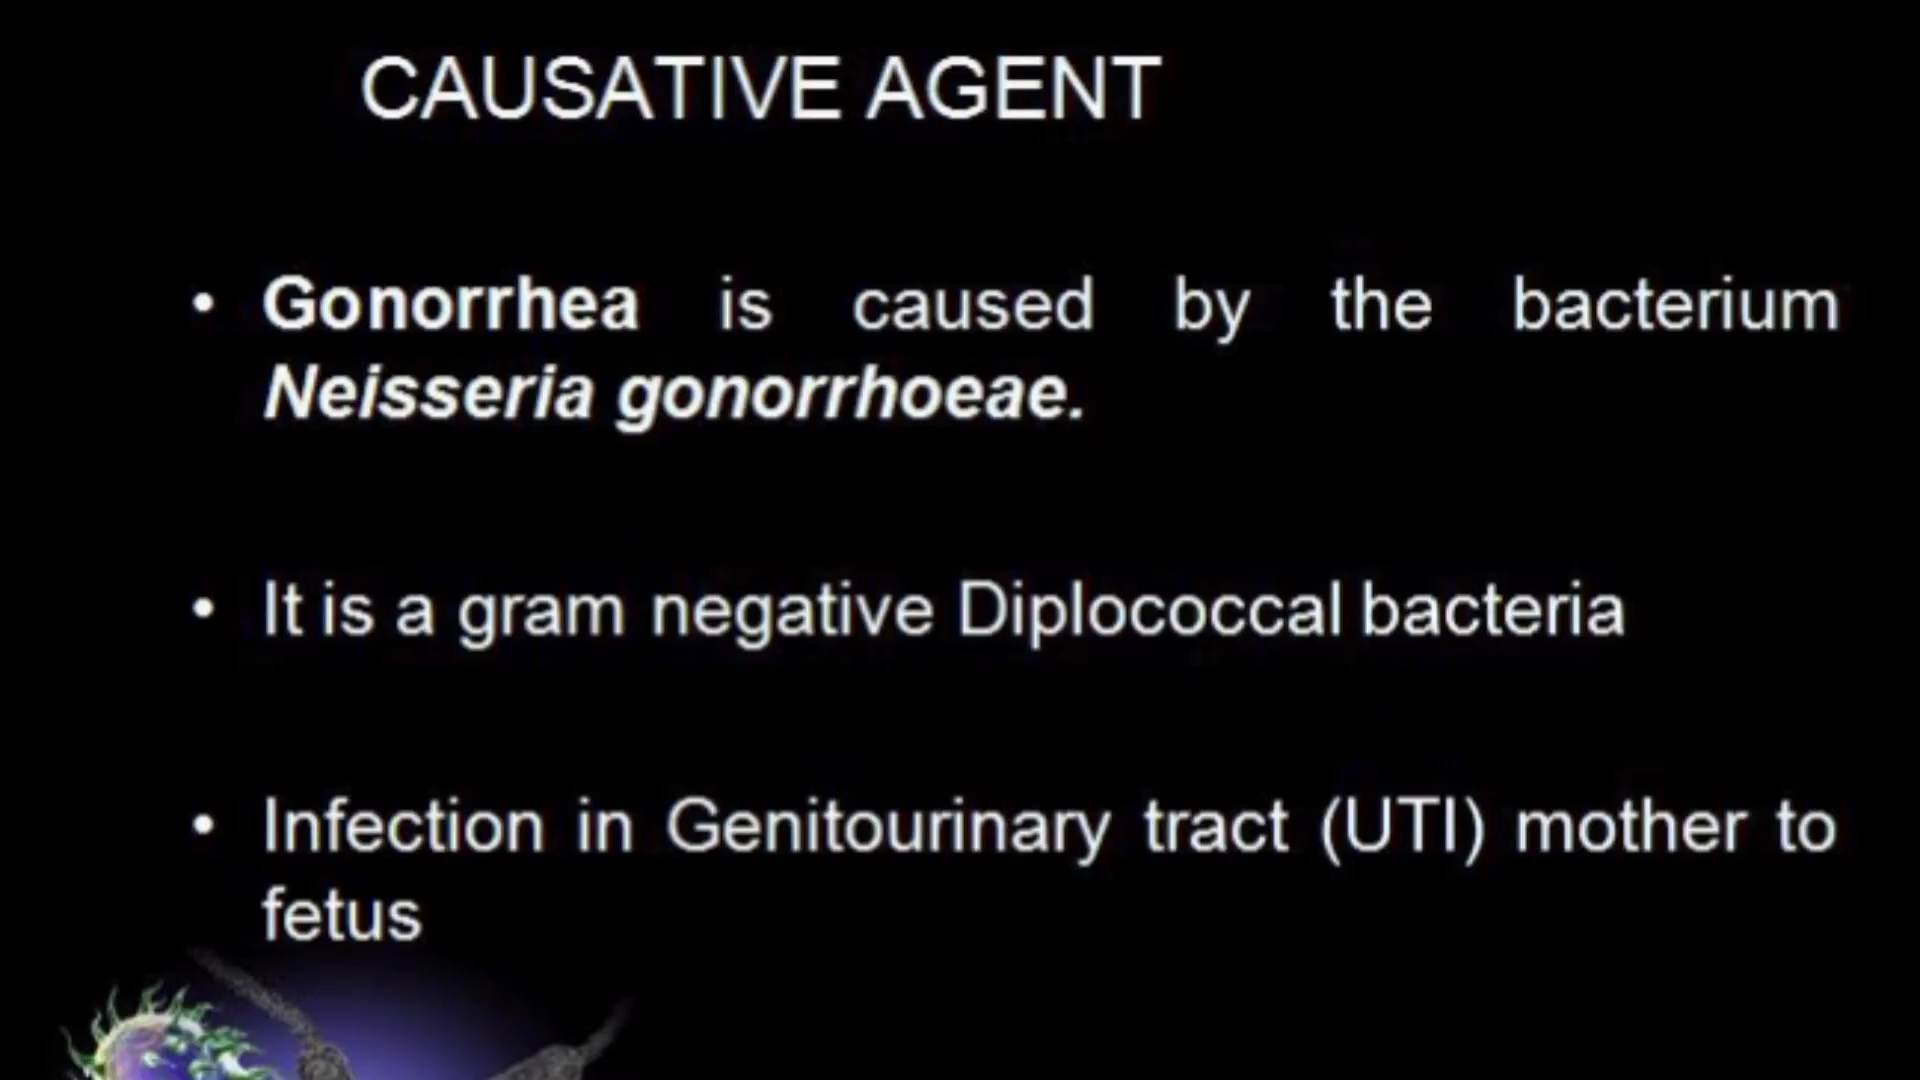 CAUSATIVE AGENT
• Gonorrhea is caused by the bacterium
Neisseria gonorrhoeae.
• It is a gram negative Diplococcal bacteria
• Infection in Genitourinary tract (UTI) mother to
fetus